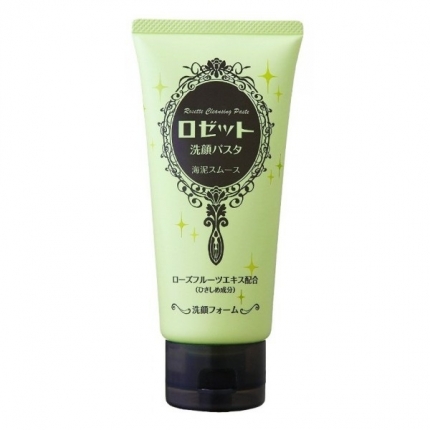 Rosette Cleansing Paste
ロゼット
洗顔パスタ
海泥スムース
ローズフルーツエキス配合
(ひきしめ成分)
洗顔フォーム